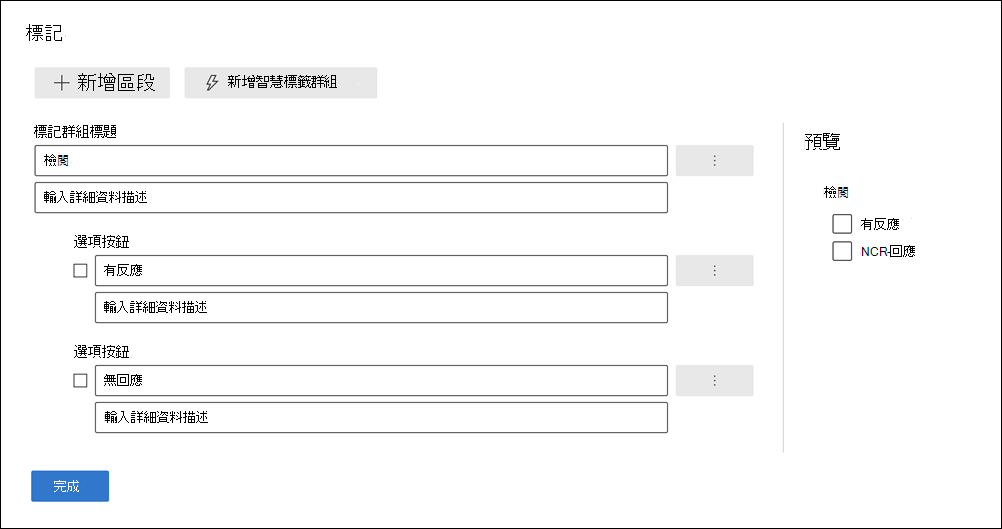 標記
新增區段
新增智慧標籤群組
標記群組標題
檢閱
輸入詳細資料描述
選項按鈕
有反應
輸入詳細資料描述
選項按鈕
無回應
輸入詳細資料描述
完成
預覽
檢閱
有反應
NCR-回應